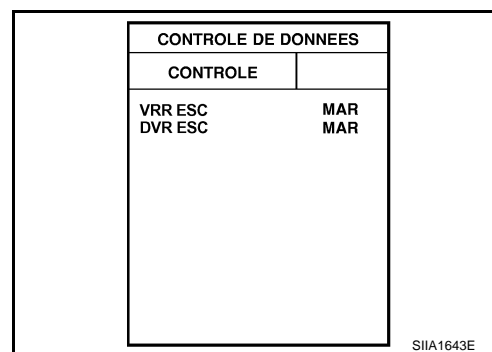 CONTROLE DE DONNEES
CONTROLE
VRR ESC MAR
DVR ESC MAR
SIIA1643E